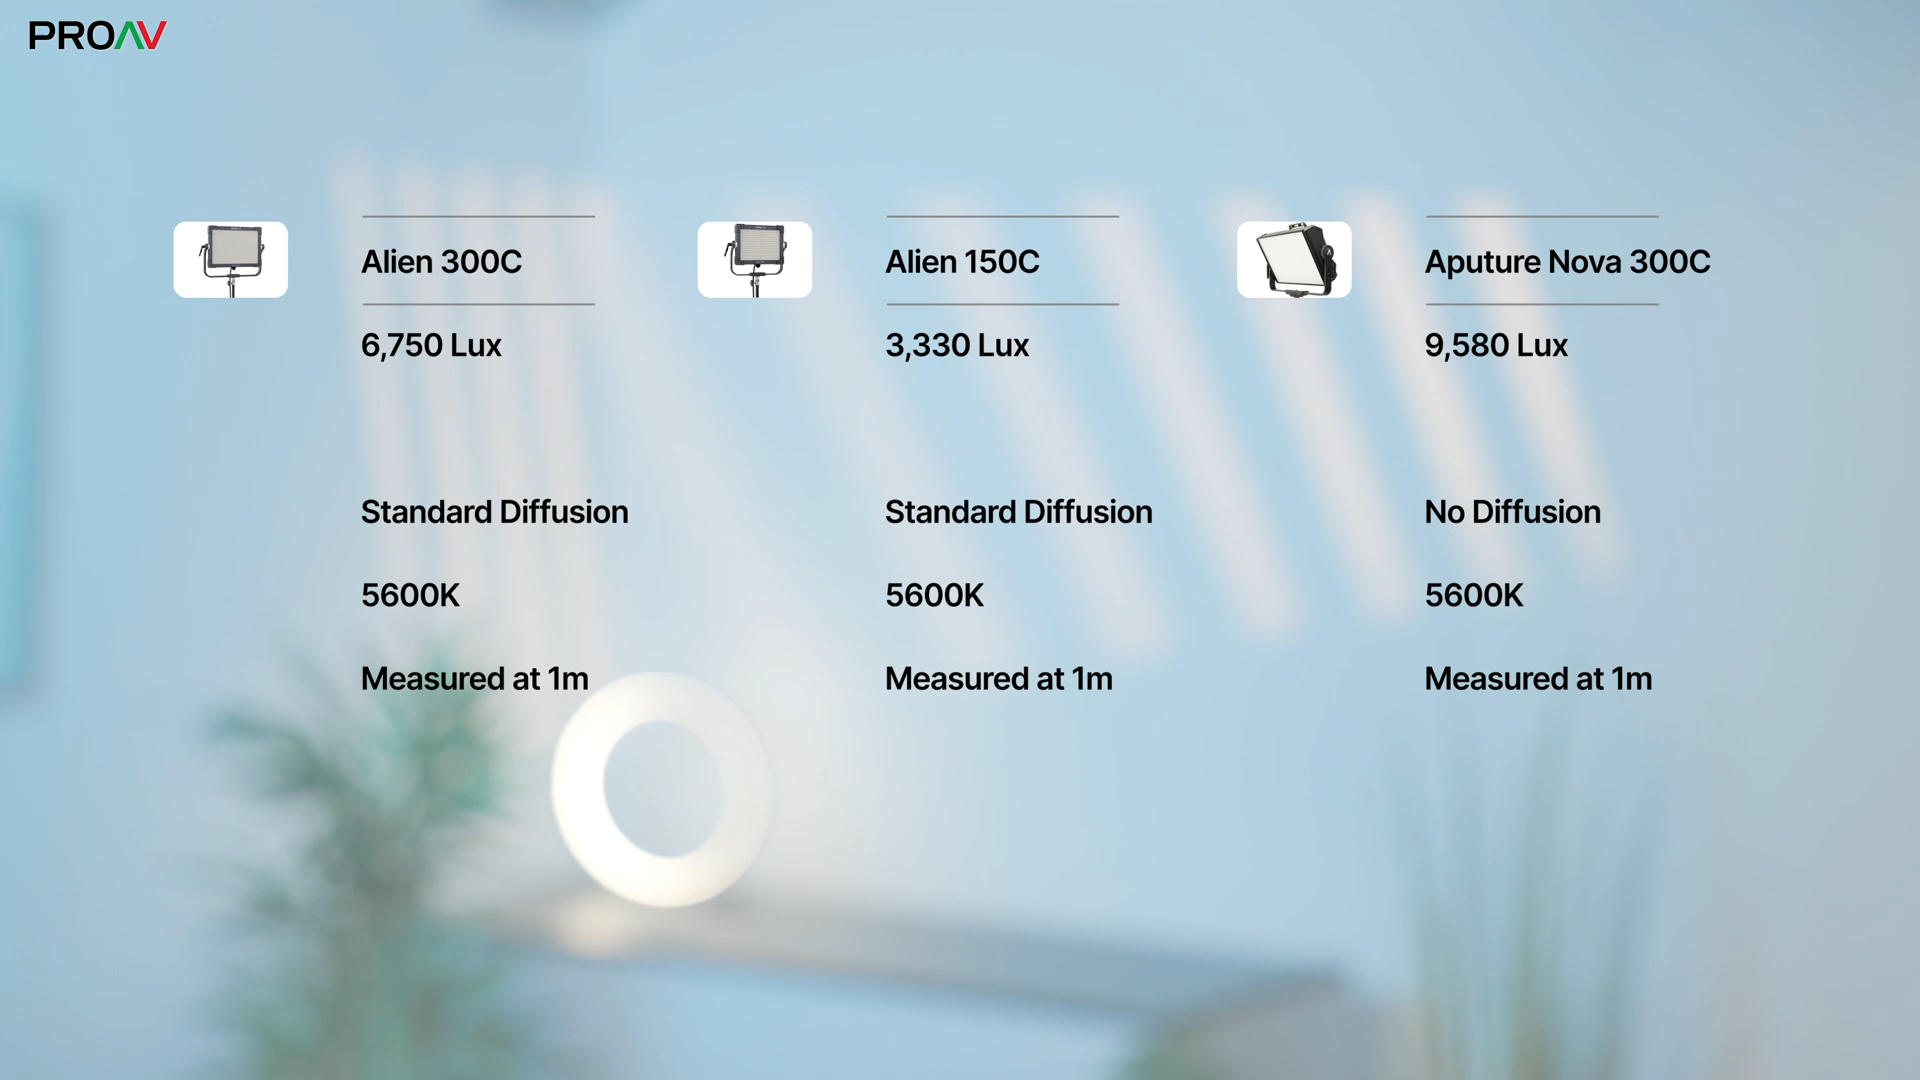 PROAV
Alien 300C
6,750 Lux
Standard Diffusion
5600K
Measured at 1m
Alien 150C
3,330 Lux
Standard Diffusion
5600K
Measured at 1m
Aputure Nova 300C
9,580 Lux
No Diffusion
5600K
Measured at 1m